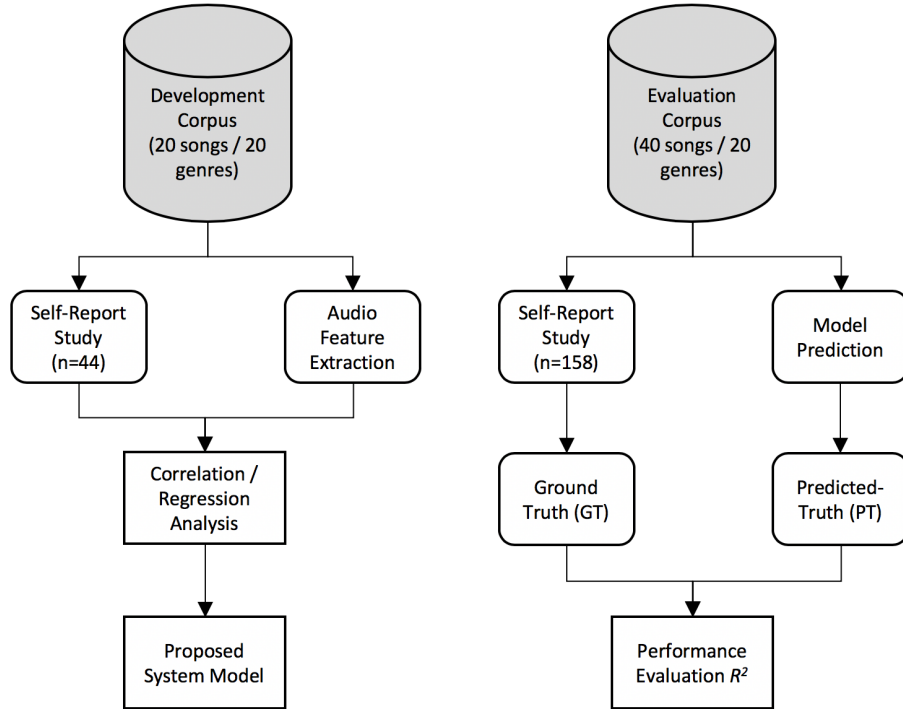 Development
Corpus
(20 songs / 20
genres)
Evaluation
Corpus
(40 songs / 20
genres)
Self-Report
Study
(n=44)
Audio
Feature
Extraction
Self-Report
Study
(n=158)
Model
Prediction
Correlation /
Regression
Analysis
Ground
Truth (GT)
Predicted-
Truth (PT)
Proposed
System Model
Performance
Evaluation R²